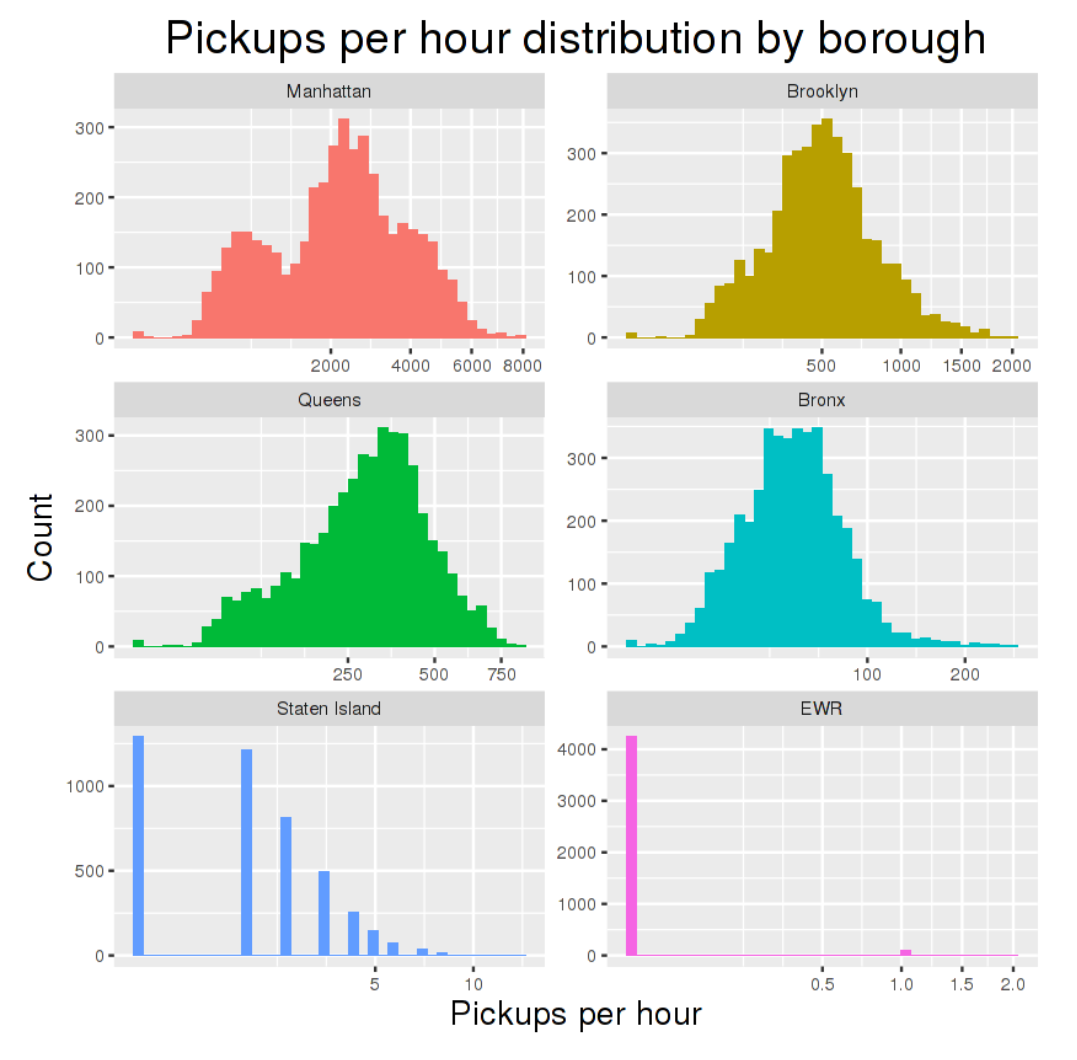 Pickups per hour distribution by borough
Manhattan
Brooklyn
300
200
100
0
2000 4000 6000 8000
300
200
100
0
500 1000 1500 2000
Queens
Bronx
300
200
100
0
250 500 750
300
200
100
0
100 200
Staten Island
EWR
1000
500
0
5 10
4000
3000
2000
1000
0
0.5 1.0 1.5 2.0
Count
Pickups per hour